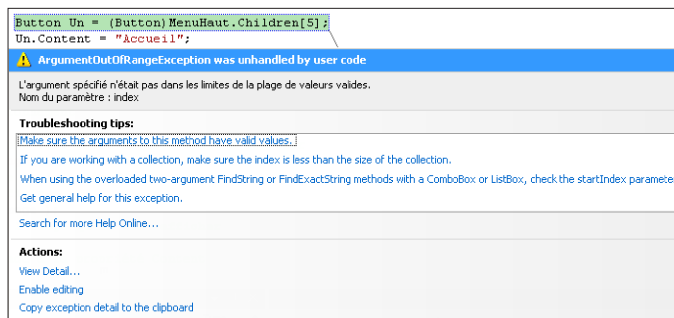 Button Un = (Button)MenuHaut.Children[5];
Un.Content = "Accueil";
ArgumentOutOfRangeException was unhandled by user code
L'argument spécifié n'était pas dans les limites de la plage de valeurs valides.
Nom du paramètre : index
Troubleshooting tips:
Make sure the arguments to this method have valid values.
If you are working with a collection, make sure the index is less than the size of the collection.
When using the overloaded two-argument FindString or FindExactString methods with a ComboBox or ListBox, check the startIndex paramete
Get general help for this exception.
Search for more Help Online...
Actions:
View Detail...
Enable editing
Copy exception detail to the clipboard